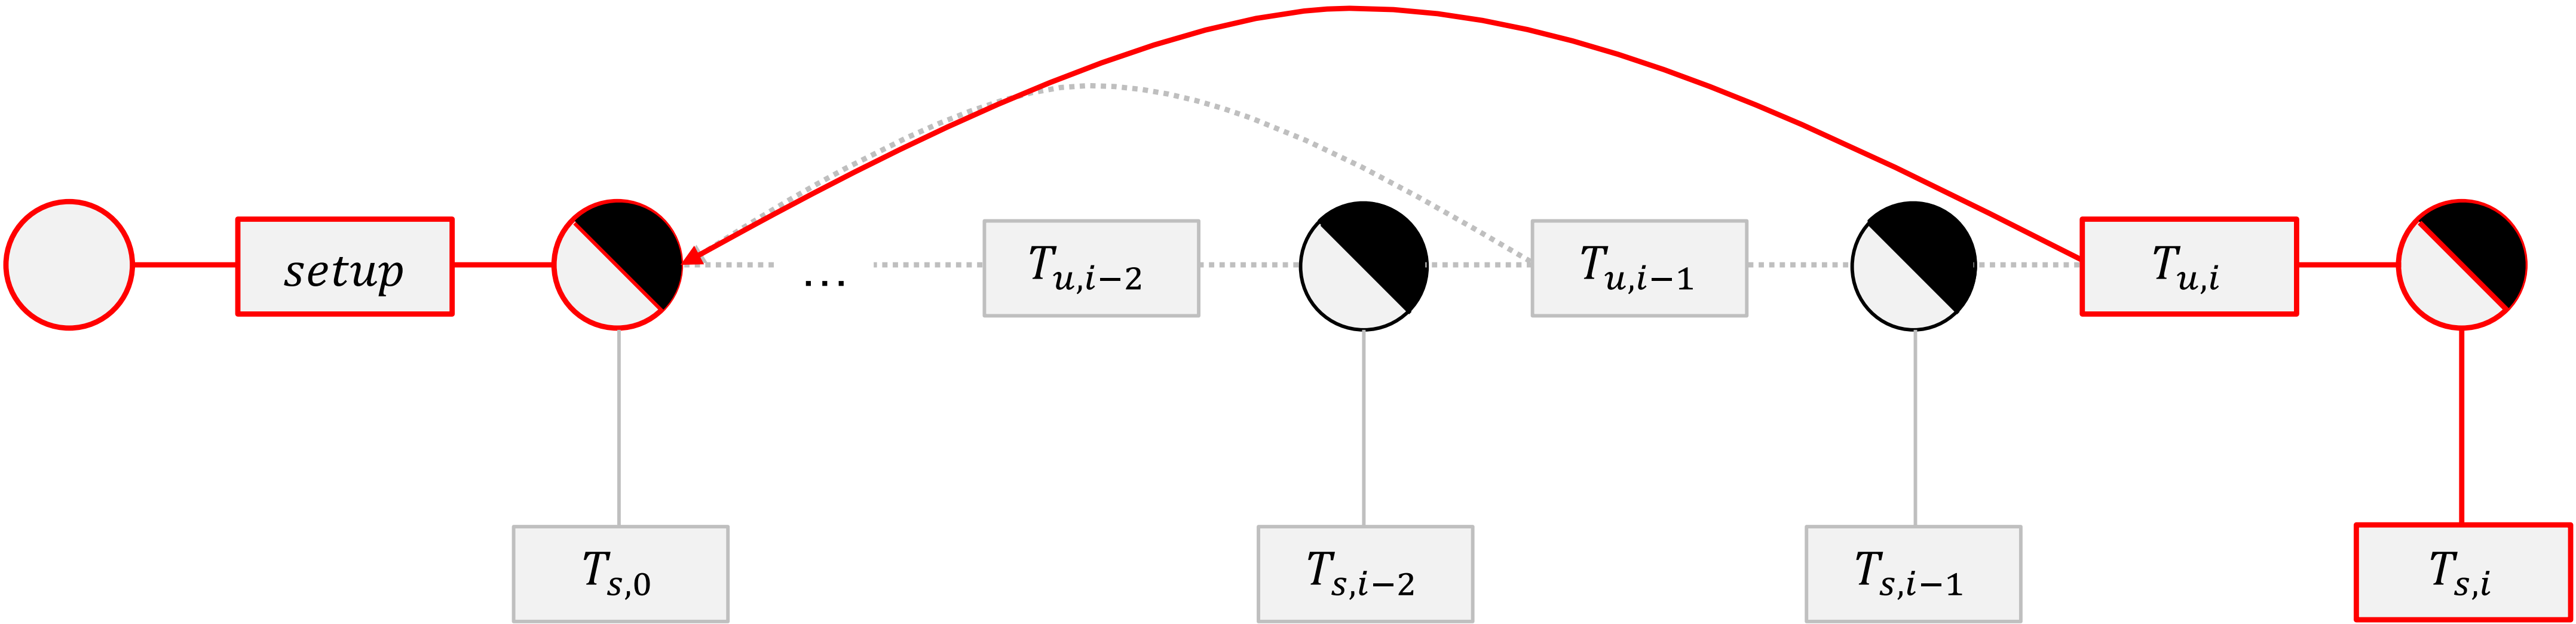 setup
...
T_{u,i−2}
T_{u,i−1}
T_{u,i}
T_{s,0}
T_{s,i−2}
T_{s,i−1}
T_{s,i}